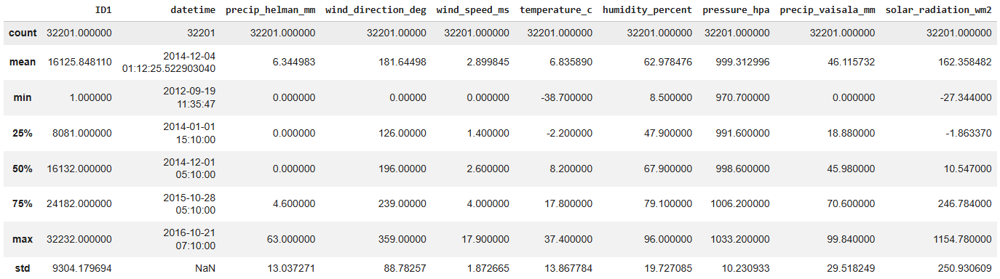 ID1 datetime precip_helman_mm wind_direction_deg wind_speed_ms temperature_c humidity_percent pressure_hpa precip_vaisala_mm solar_radiation_wm2
count 32201.000000 32201 32201.000000 32201.00000 32201.000000 32201.000000 32201.000000 32201.000000 32201.000000 32201.000000
mean 16125.848110 2014-12-04 01:12:25.522903040 6.344983 181.64498 2.899845 6.835890 62.978476 999.312996 46.115732 162.358482
min 1.000000 2012-09-19 11:35:47 0.000000 0.00000 0.000000 -38.700000 8.500000 970.700000 0.000000 -27.344000
25% 8081.000000 2014-01-01 15:10:00 0.000000 126.00000 1.400000 -2.200000 47.900000 991.600000 18.880000 -1.863370
50% 16132.000000 2014-12-01 05:10:00 0.000000 196.00000 2.600000 8.200000 67.900000 998.600000 45.980000 10.547000
75% 24182.000000 2015-10-28 05:10:00 4.600000 239.00000 4.000000 17.800000 79.100000 1006.200000 70.600000 246.784000
max 32232.000000 2016-10-21 07:10:00 63.000000 359.00000 17.900000 37.400000 96.000000 1033.200000 99.840000 1154.780000
std 9304.179694 NaN 13.037271 88.78257 1.872665 13.867784 19.727085 10.230933 29.518249 250.930609